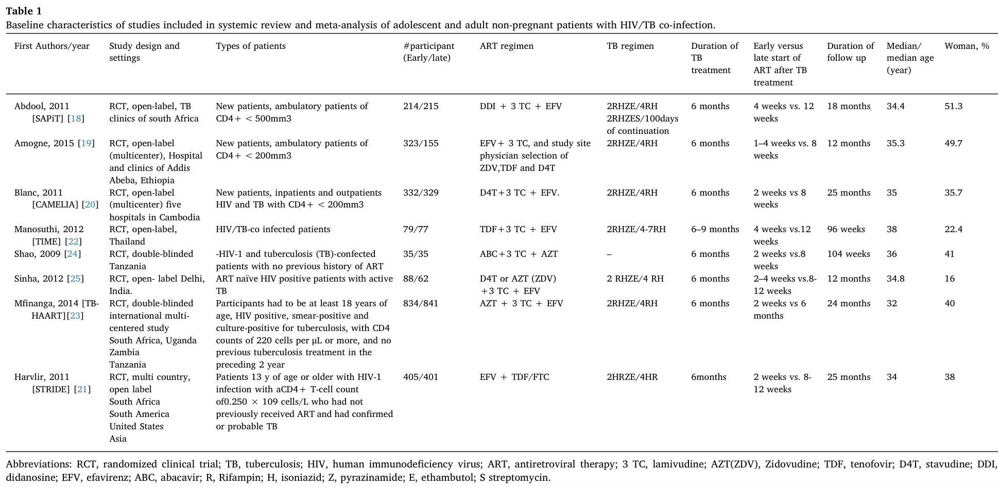 Table 1
Baseline characteristics of studies included in systemic review and meta-analysis of adolescent and adult non-pregnant patients with HIV/TB co-infection.
First Authors/year
Study design and
settings
Types of patients
#participant
(Early/late)
ART regimen
TB regimen
Duration of
TB
treatment
Early versus
late start of
ART after TB
treatment
Duration of
follow up
Median/
median age
(year)
Woman, %
Abdool, 2011
[SAPiT] [18]
RCT, open-label, TB
clinics of south Africa
New patients, ambulatory patients of
CD4+ < 500mm3
214/215
DDI + 3 TC + EFV
2RHZE/4RH
2RHZES/100days
of continuation
6 months
4 weeks vs. 12
weeks
18 months
34.4
51.3
Amogne, 2015 [19]
RCT, open-label
(multicenter), Hospital
and clinics of Addis
Abeba, Ethiopia
New patients, ambulatory patients of
CD4+ < 200mm3
323/155
EFV+ 3 TC, and study site
physician selection of
ZDV,TDF and D4T
2RHZE/4RH
6 months
1–4 weeks vs. 8
weeks
12 months
35.3
49.7
Blanc, 2011
[CAMELIA] [20]
RCT, open-label
(multicenter) five
hospitals in Cambodia
New patients, inpatients and outpatients
HIV and TB with CD4+ < 200mm3
332/329
D4T+3 TC + EFV.
2RHZE/4RH
6 months
2 weeks vs 8
weeks
25 months
35
35.7
Manosuthi, 2012
[TIME] [22]
RCT, open-label,
Thailand
HIV/TB-co infected patients
79/77
TDF+3 TC + EFV
2RHZE/4-7RH
6–9 months
4 weeks vs.12
weeks
96 weeks
38
22.4
Shao, 2009 [24]
RCT, double-blinded
Tanzania
-HIV-1 and tuberculosis (TB)-confected
patients with no previous history of ART
35/35
ABC+3 TC + AZT
–
6 months
2 weeks vs.8
weeks
104 weeks
36
41
Sinha, 2012 [25]
RCT, open- label Delhi,
India.
ART naïve HIV positive patients with active
TB
88/62
D4T or AZT (ZDV)
+3 TC + EFV
2 RHZE/4 RH
6 months
2–4 weeks vs.8-
12 weeks
12 months
34.8
16
Mfinanga, 2014 [TB-
HAART][23]
RCT, double-blinded
international multi-
centered study
South Africa, Uganda
Zambia
Tanzania
Participants had to be at least 18 years of
age, HIV positive, smear-positive and
culture-positive for tuberculosis, with CD4
counts of 220 cells per μL or more, and no
previous tuberculosis treatment in the
preceding 2 year
834/841
AZT + 3 TC + EFV
2RHZE/4RH
6 months
2 weeks vs 6
months
24 months
32
40
Harvlir, 2011
[STRIDE] [21]
RCT, multi country,
open label
South Africa
South America
United States
Asia
Patients 13 y of age or older with HIV-1
infection with aCD4+ T-cell count
of0.250 × 109 cells/L who had not
previously received ART and had confirmed
or probable TB
405/401
EFV + TDF/FTC
2HRZE/4HR
6months
2 weeks vs. 8-
12 weeks
25 months
34
38
Abbreviations: RCT, randomized clinical trial; TB, tuberculosis; HIV, human immunodeficiency virus; ART, antiretroviral therapy; 3 TC, lamivudine; AZT(ZDV), Zidovudine; TDF, tenofovir; D4T, stavudine; DDI,
didanosine; EFV, efavirenz; ABC, abacavir; R, Rifampin; H, isoniazid; Z, pyrazinamide; E, ethambutol; S streptomycin.